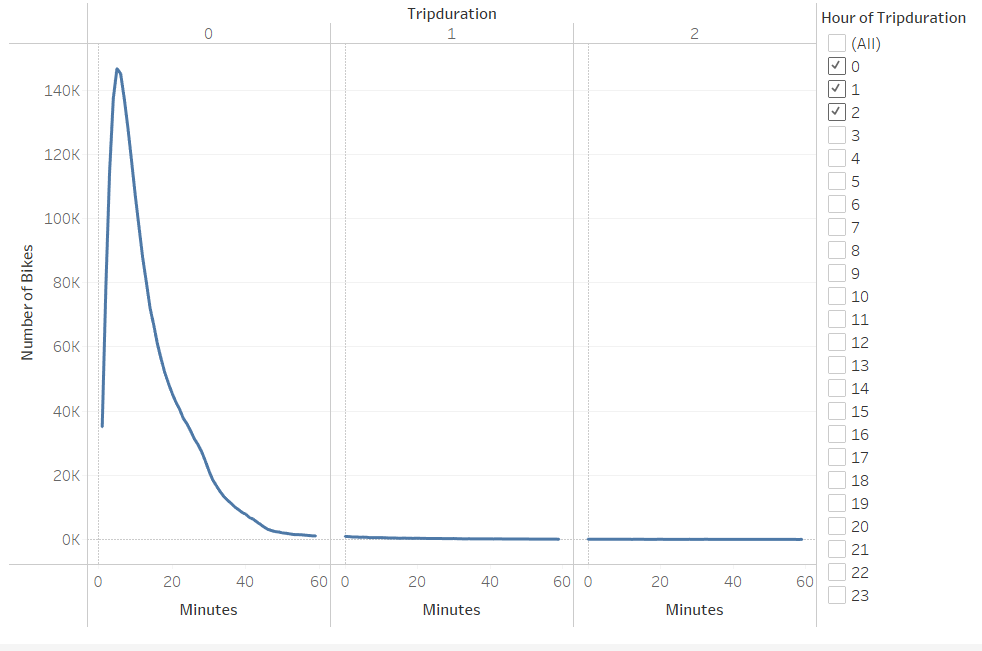 Tripduration
0 1 2
140K
120K
100K
80K
60K
40K
20K
0K
Number of Bikes
0 20 40 60 0 20 40 60 0 20 40 60
Minutes Minutes Minutes
Hour of Tripduration
(All)
0
1
2
3
4
5
6
7
8
9
10
11
12
13
14
15
16
17
18
19
20
21
22
23